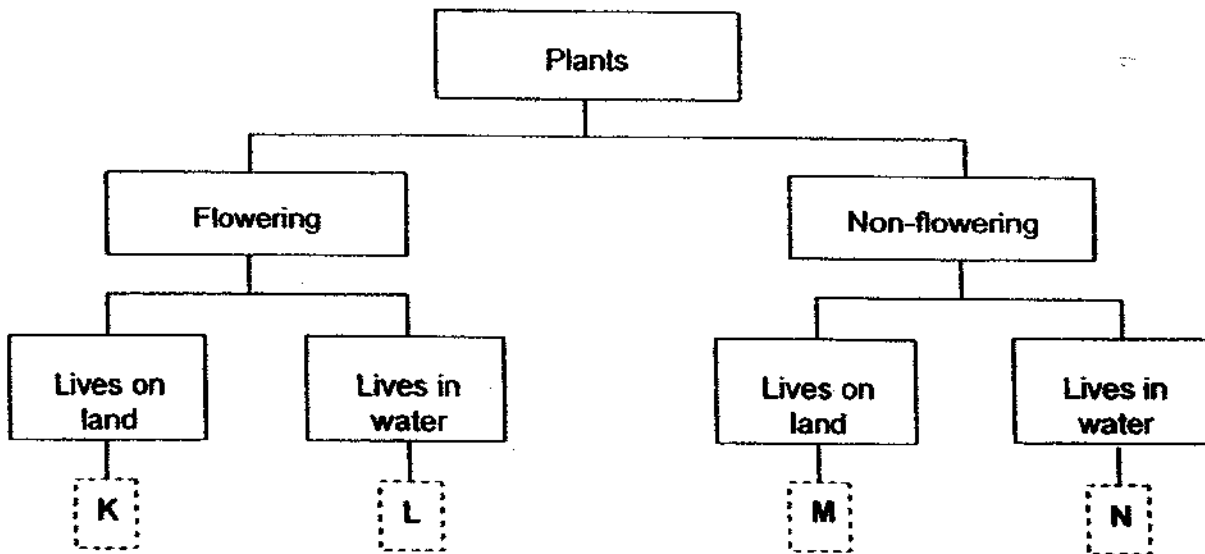 Plants
Flowering
Non-flowering
Lives on
land
Lives in
water
Lives on
land
Lives in
water
K
L
M
N